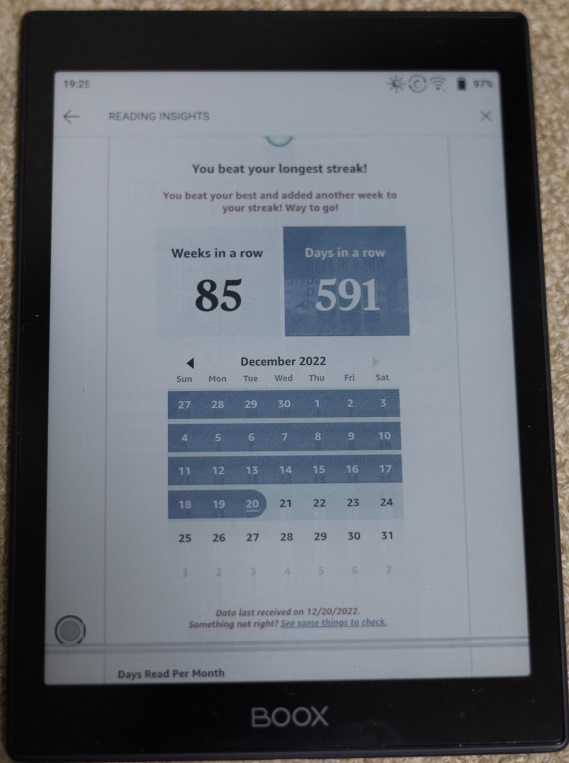 19:25
97%
READING INSIGHTS
You beat your longest streak!
You beat your best and added another week to
your streak! Way to go!
Weeks in a row
Days in a row
85
591
December 2022
Sun Mon Tue Wed Thu Fri Sat
27 28 29 30 1 2 3
4 5 6 7 8 9 10
11 12 13 14 15 16 17
18 19 20 21 22 23 24
25 26 27 28 29 30 31
1 2 3 4 5 6 7
Data last received on 12/20/2022.
Something not right? See some things to check.
Days Read Per Month
BOOX